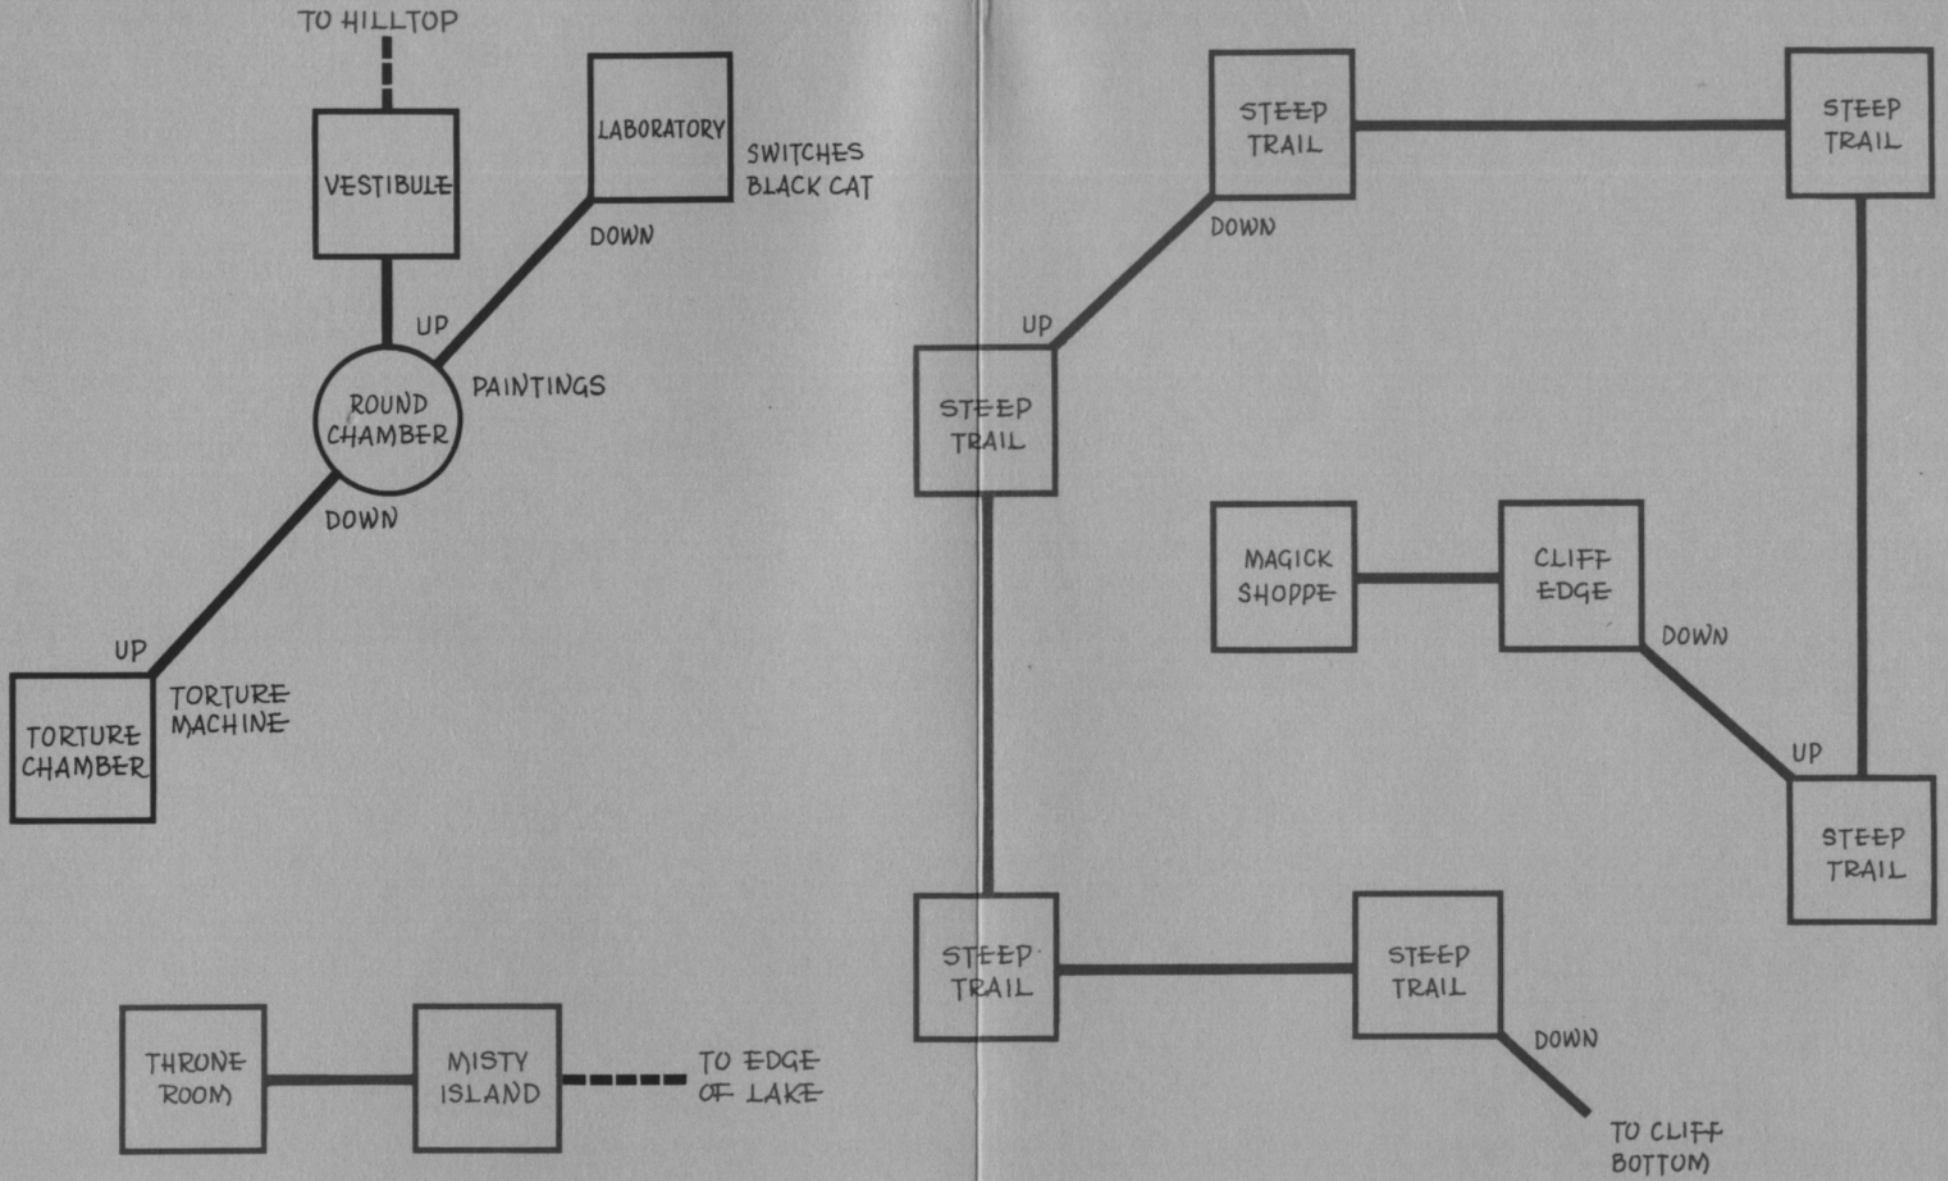 TO HILLTOP
VESTIBULE
LABORATORY
SWITCHES
BLACK CAT
DOWN
UP
PAINTINGS
ROUND
CHAMBER
DOWN
UP
TORTURE
MACHINE
TORTURE
CHAMBER
THRONE
ROOM
MISTY
ISLAND
TO EDGE
OF LAKE
STEEP
TRAIL
STEEP
TRAIL
DOWN
UP
STEEP
TRAIL
MAGICK
SHOPPE
CLIFF
EDGE
DOWN
UP
STEEP
TRAIL
STEEP
TRAIL
STEEP
TRAIL
DOWN
TO CLIFF
BOTTOM